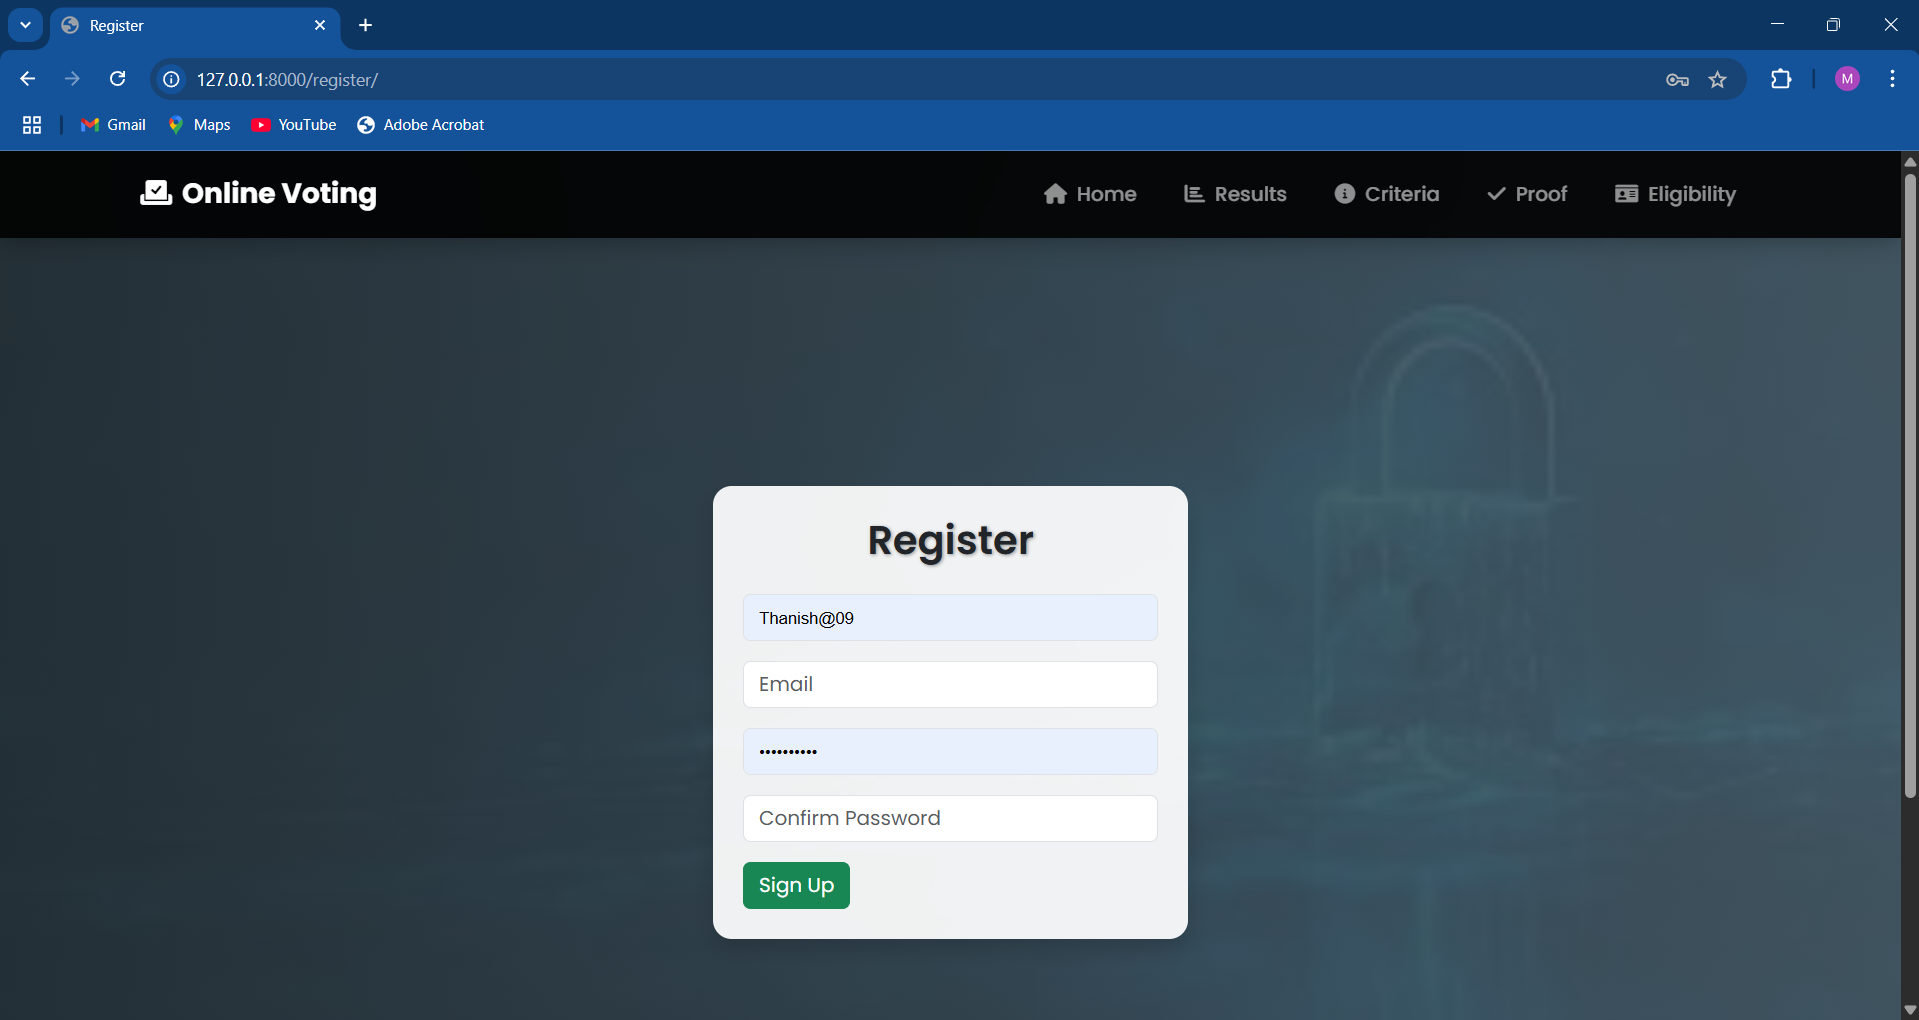 Register
127.0.0.1:8000/register/
M
Gmail
Maps
YouTube
Adobe Acrobat
Online Voting
Home
Results
Criteria
Proof
Eligibility
Register
Thanish@09
Email
••••••••••
Confirm Password
Sign Up